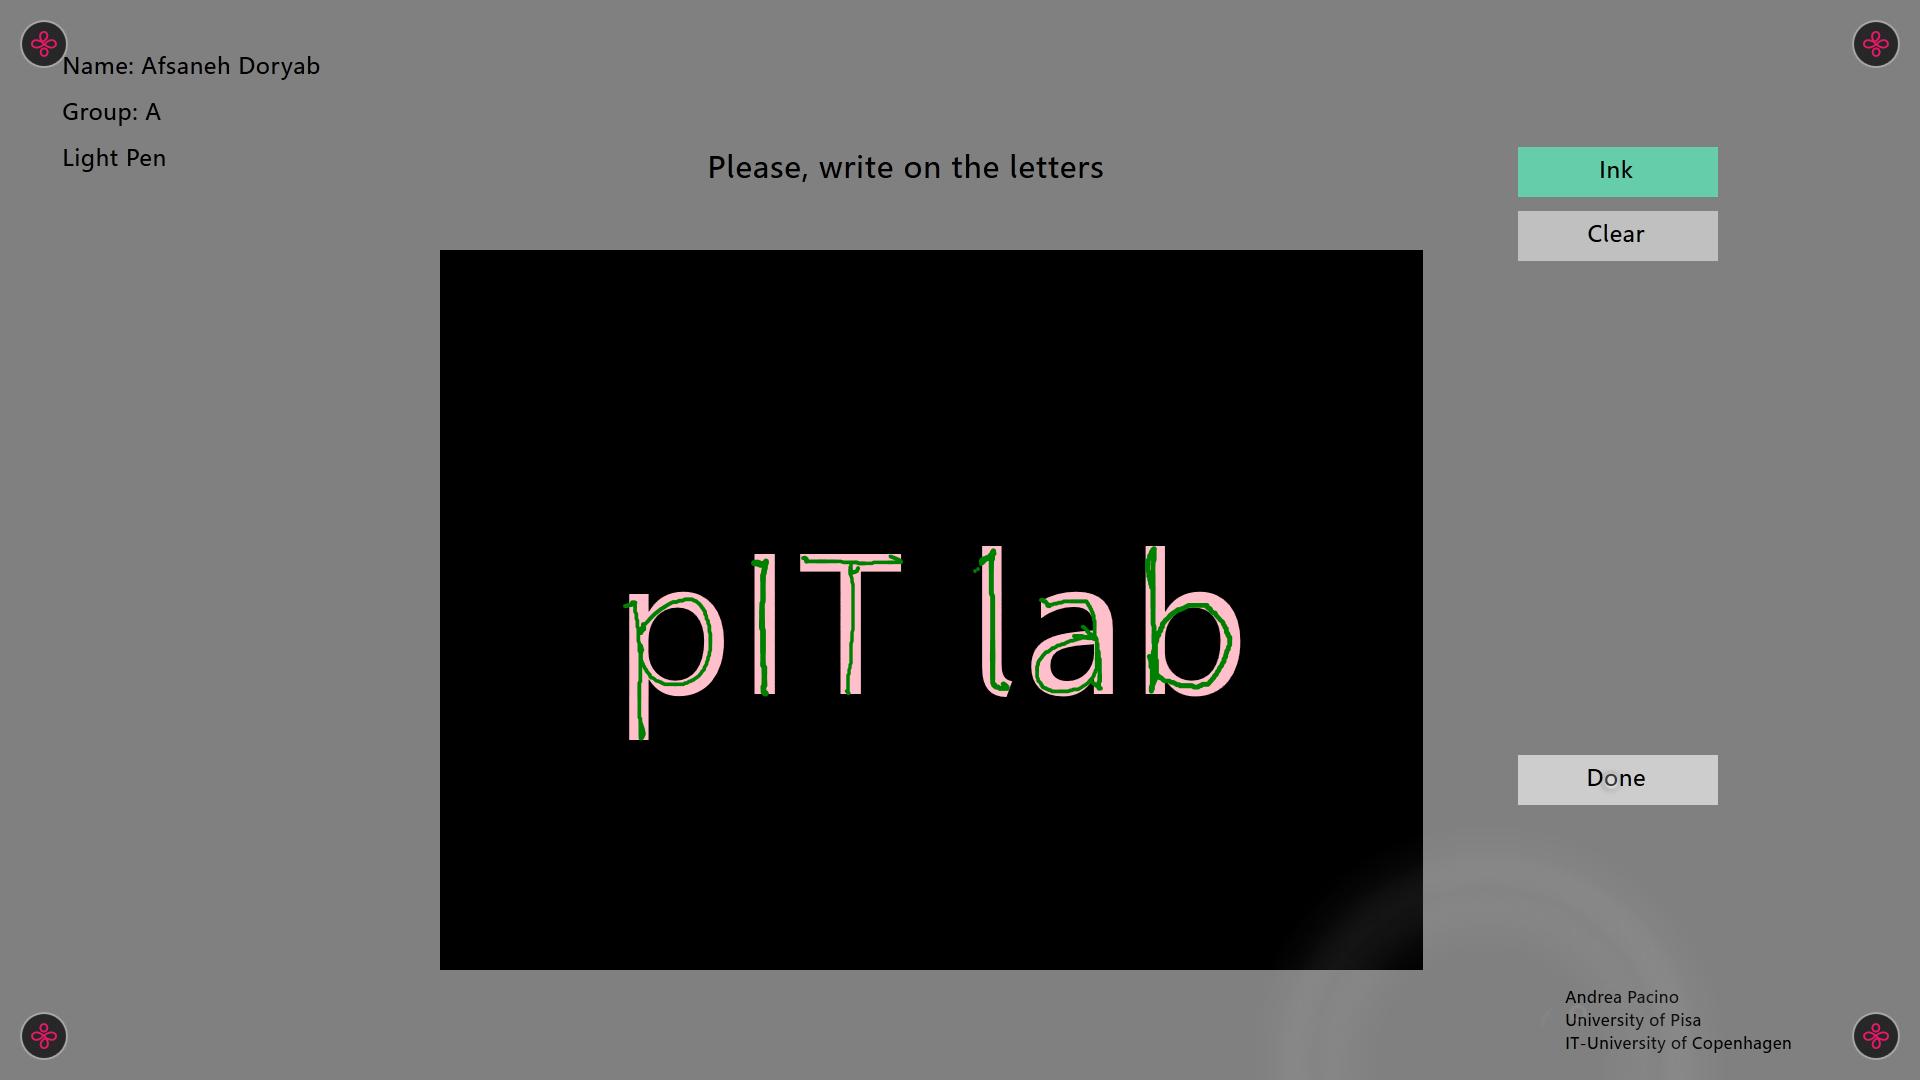 Name: Afsaneh Doryab
Group: A
Light Pen
Please, write on the letters
Ink
Clear
pIT lab
Done
Andrea Pacino
University of Pisa
IT-University of Copenhagen